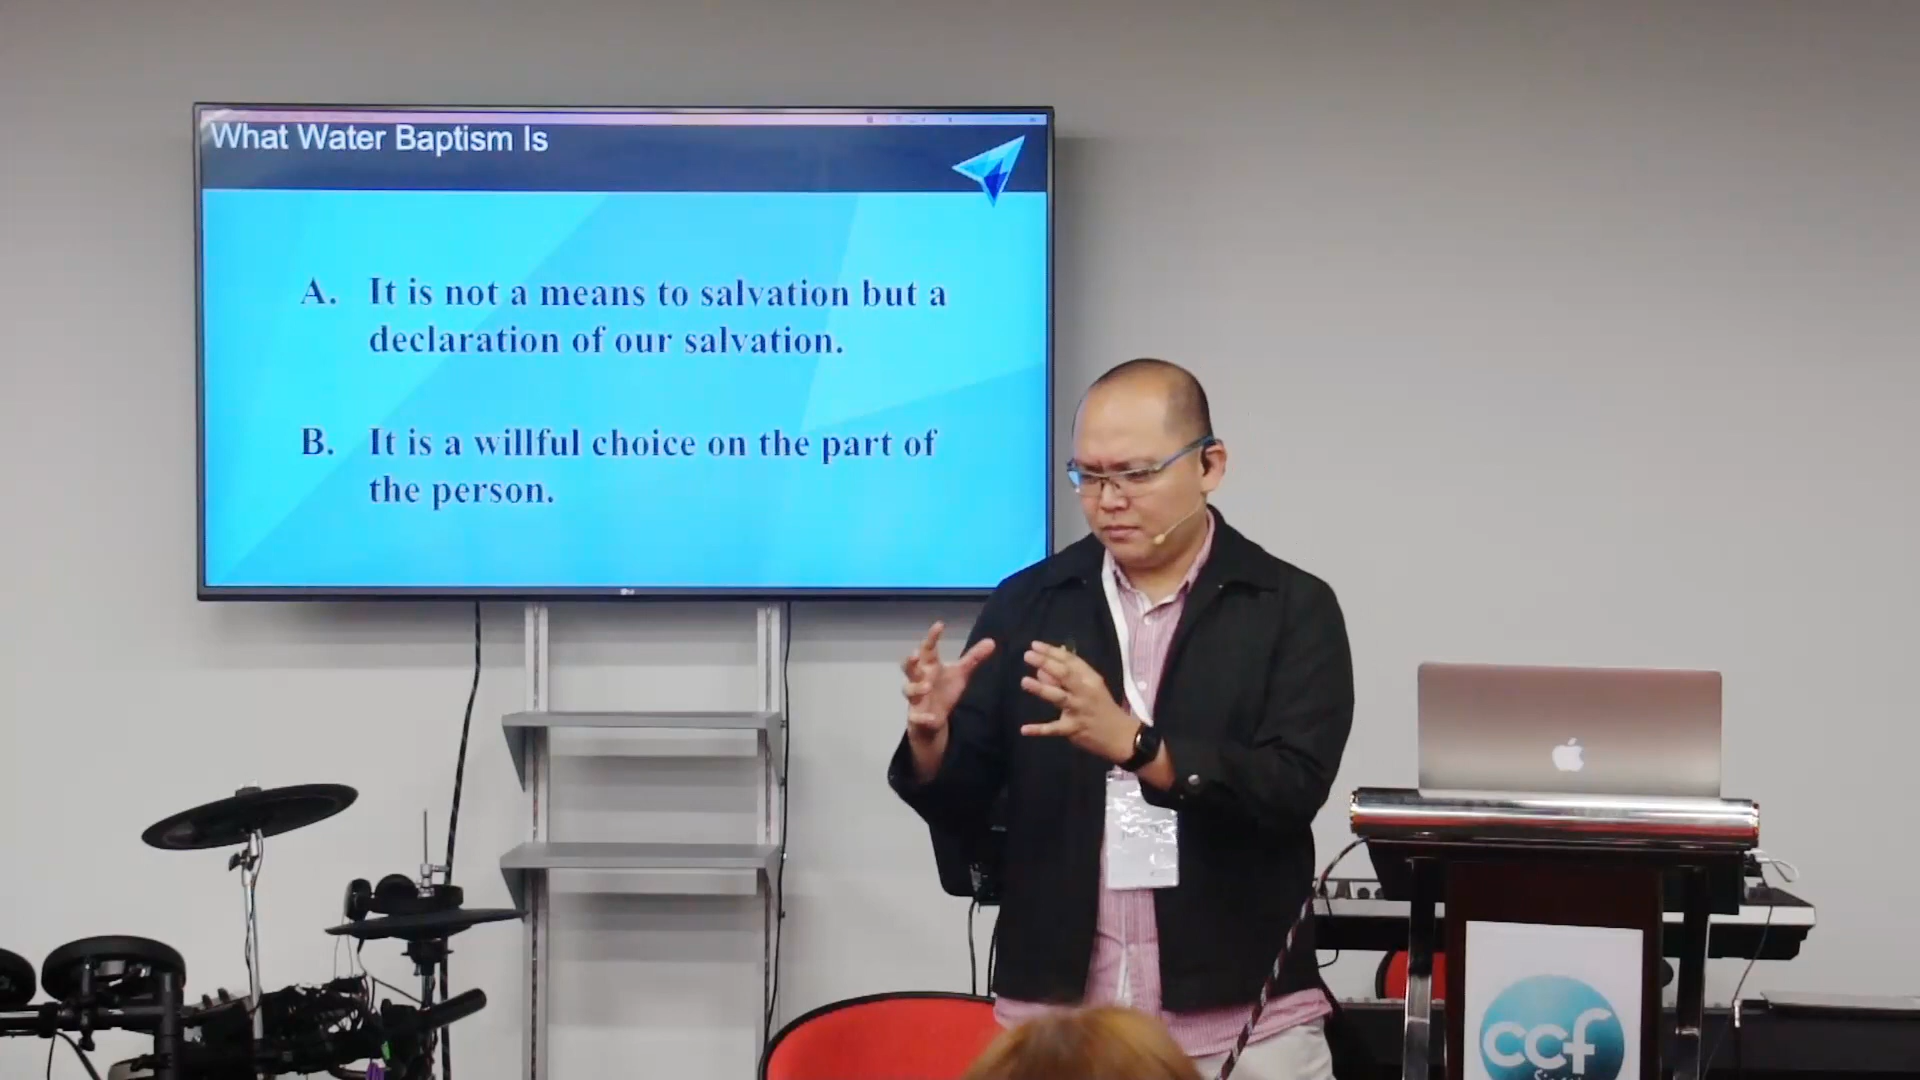 What Water Baptism Is
A. It is not a means to salvation but a
declaration of our salvation.
B. It is a willful choice on the part of
the person.
LG
ccf